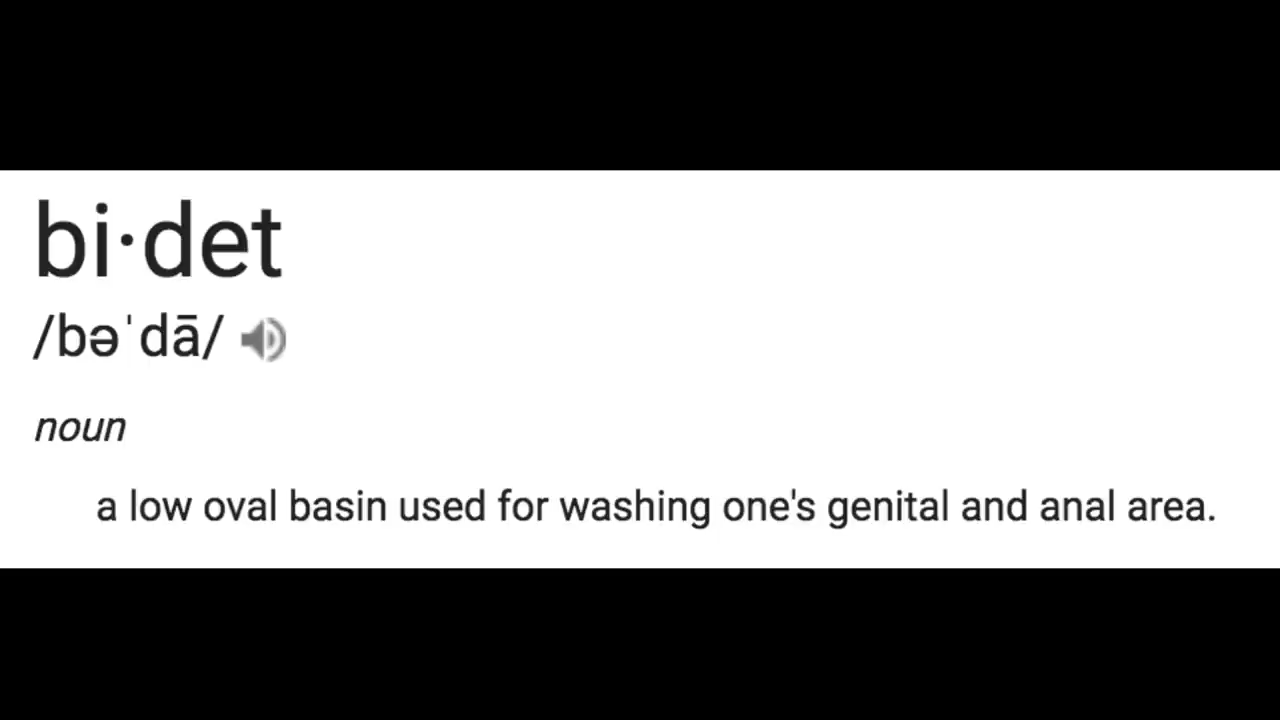 bi·det
/bəˈdā/
noun
a low oval basin used for washing one's genital and anal area.